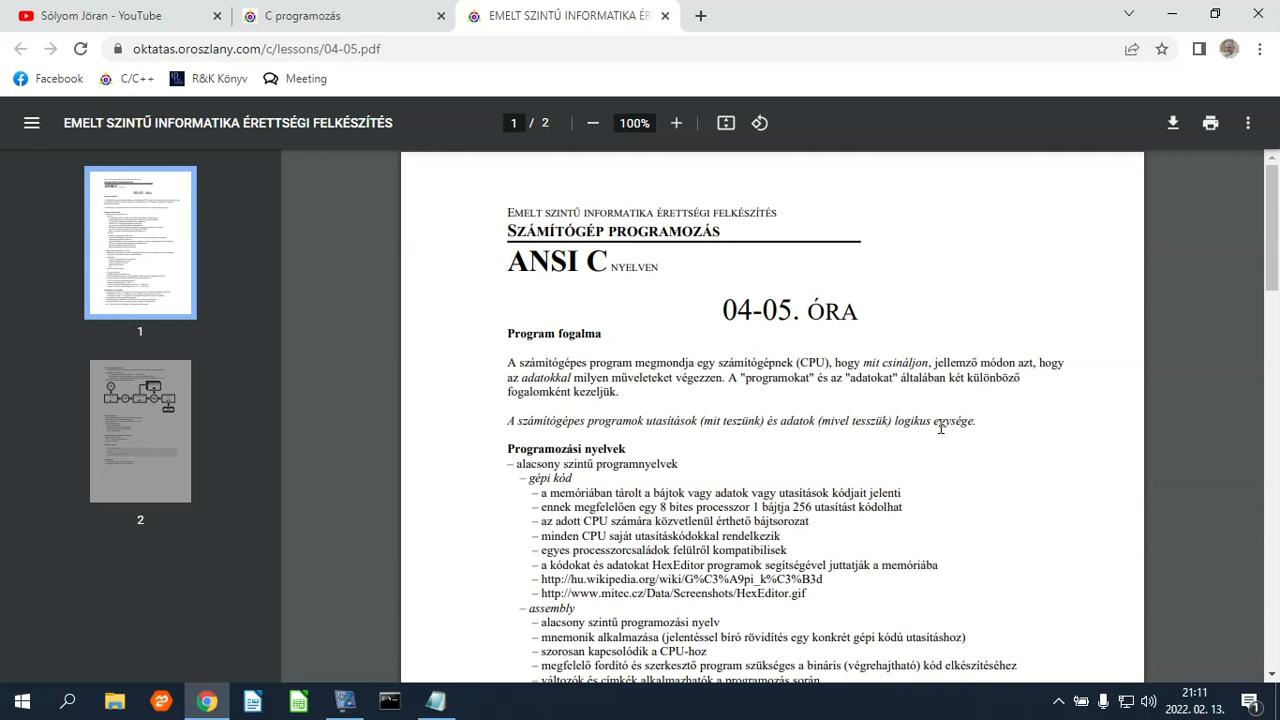 Sólyom Jöran - YouTube
C programozás
EMELT SZINTŰ INFORMATIKA ÉR
oktatas.oroszlany.com/c/lessons/04-05.pdf
Facebook
C/C++
R&K Könyv
Meeting
EMELT SZINTŰ INFORMATIKA ÉRETTSÉGI FELKÉSZÍTÉS
1 / 2
100%
EMELT SZINTŰ INFORMATIKA ÉRETTSÉGI FELKÉSZÍTÉS
SZÁMÍTÓGÉP PROGRAMOZÁS
ANSI C NYELVEN
04-05. ÓRA
Program fogalma
A számítógépes program megmondja egy számítógépnek (CPU), hogy mit csináljon, jellemző módon azt, hogy
az adatokkal milyen műveleteket végezzen. A "programokat" és az "adatokat" általában két különböző
fogalomként kezeljük.
A számítógépes programok utasítások (mit teszünk) és adatok (mivel tesszük) logikus egysége.
Programozási nyelvek
– alacsony szintű programnyelvek
– gépi kód
– a memóriában tárolt a bájtok vagy adatok vagy utasítások kódjait jelenti
– ennek megfelelően egy 8 bites processzor 1 bájtja 256 utasítást kódolhat
– az adott CPU számára közvetlenül érthető bájtsorozat
– minden CPU saját utasításkódokkal rendelkezik
– egyes processzorcsaládok felülről kompatibilisek
– a kódokat és adatokat HexEditor programok segítségével juttatják a memóriába
– http://hu.wikipedia.org/wiki/G%C3%A9pi_k%C3%B3d
– http://www.mitec.cz/Data/Screenshots/HexEditor.gif
– assembly
– alacsony szintű programozási nyelv
– mnemonik alkalmazása (jelentéssel bíró rövidítés egy konkrét gépi kódú utasításhoz)
– szorosan kapcsolódik a CPU-hoz
– megfelelő fordító és szerkesztő program szükséges a bináris (végrehajtható) kód elkészítéséhez
– változók és címkék alkalmazhatók a programozás során
1
2
21:11
2022. 02. 13.
1